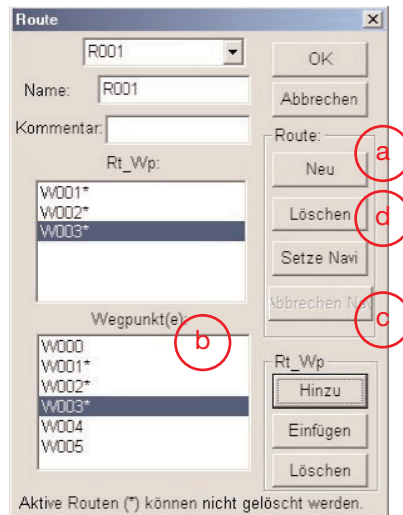 Route
R001
OK
Name: R001
Abbrechen
Kommentar:
Route:
a
Rt_Wp:
Neu
W001*
W002*
W003*
Löschen
d
Setze Navi
Abbrechen
c
Wegpunkt(e):
b
W000
W001*
W002*
W003*
W004
W005
Rt_Wp
Hinzu
Einfügen
Löschen
Aktive Routen (*) können nicht gelöscht werden.